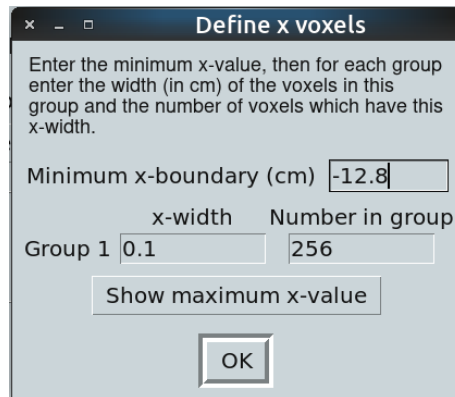 Define x voxels
Enter the minimum x-value, then for each group
enter the width (in cm) of the voxels in this
group and the number of voxels which have this
x-width.
Minimum x-boundary (cm) -12.8
x-width Number in group
Group 1 0.1 256
Show maximum x-value
OK